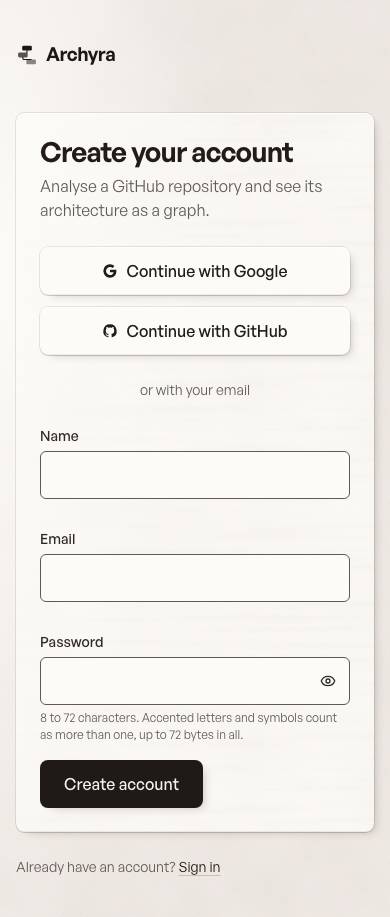 Archyra
Create your account
Analyse a GitHub repository and see its
architecture as a graph.
Continue with Google
Continue with GitHub
or with your email
Name
Email
Password
8 to 72 characters. Accented letters and symbols count
as more than one, up to 72 bytes in all.
Create account
Already have an account? Sign in